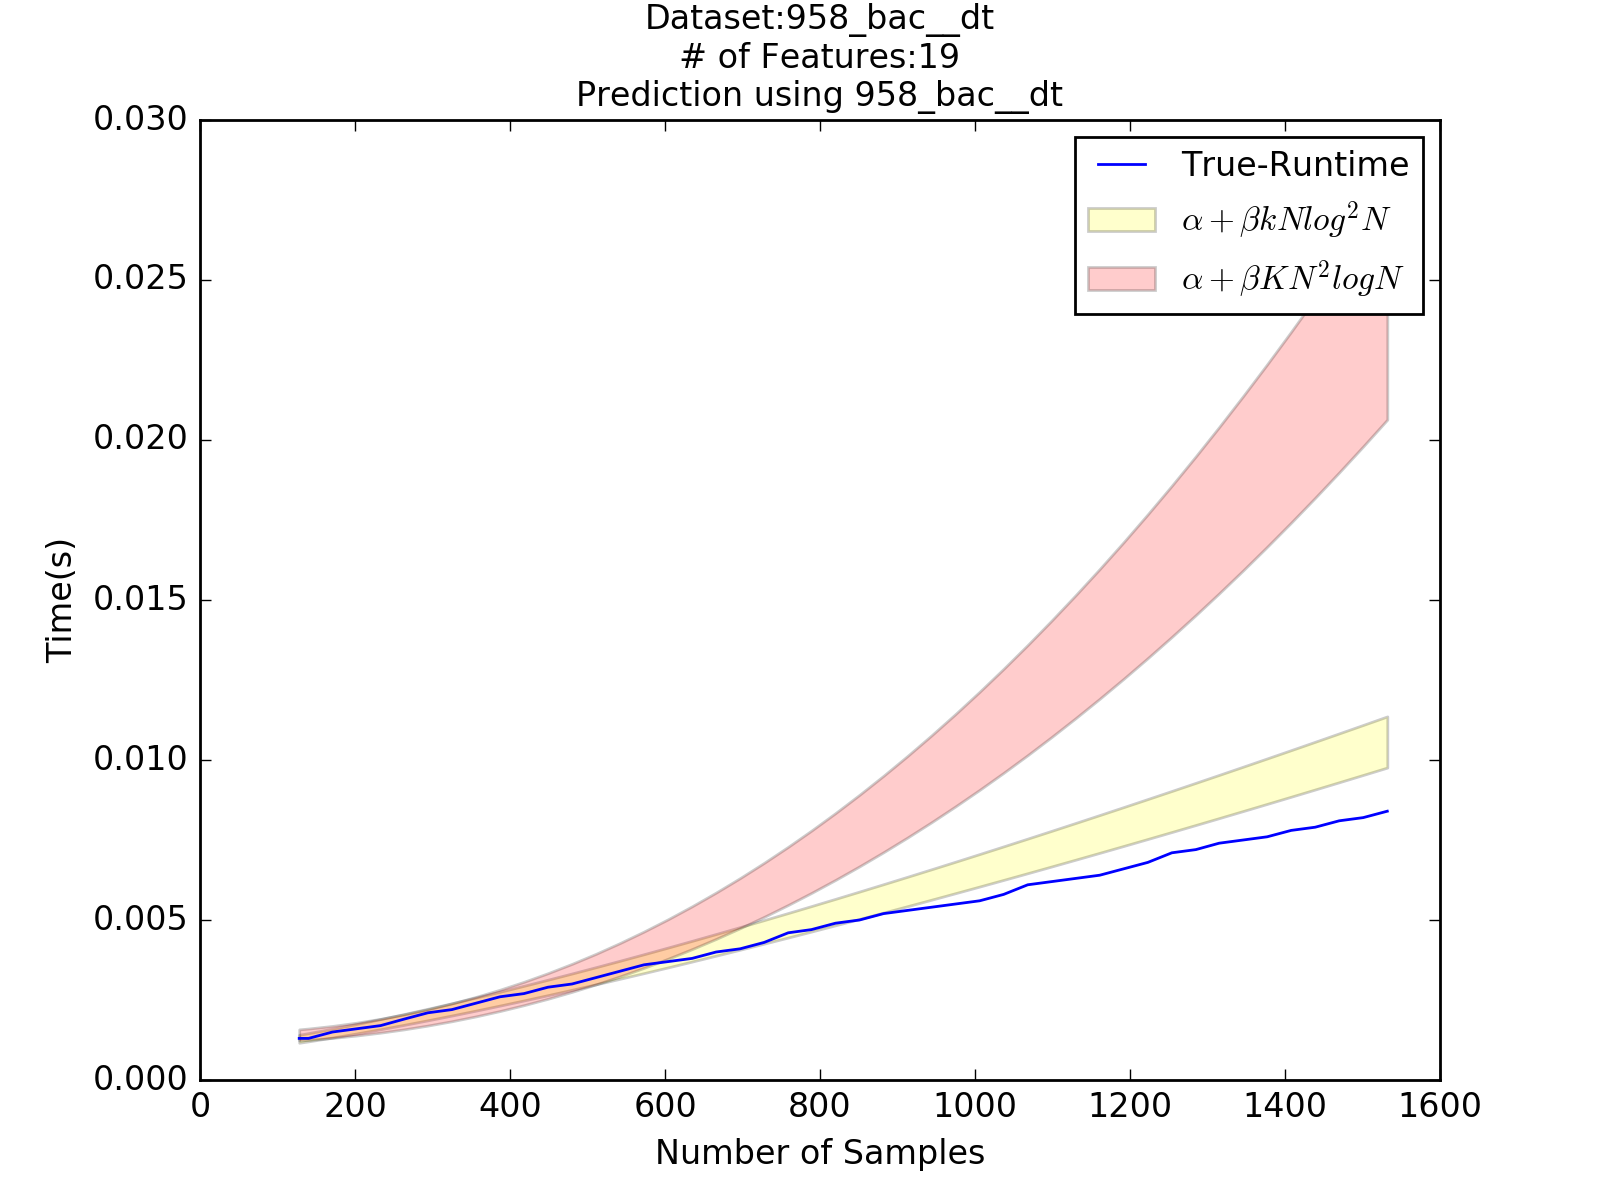 Dataset:958_bac__dt
# of Features:19
Prediction using 958_bac__dt
0.030
0.025
0.020
0.015
0.010
0.005
0.000
Time(s)
True-Runtime
α + βkNlog²N
α + βKN²logN
0 200 400 600 800 1000 1200 1400 1600
Number of Samples